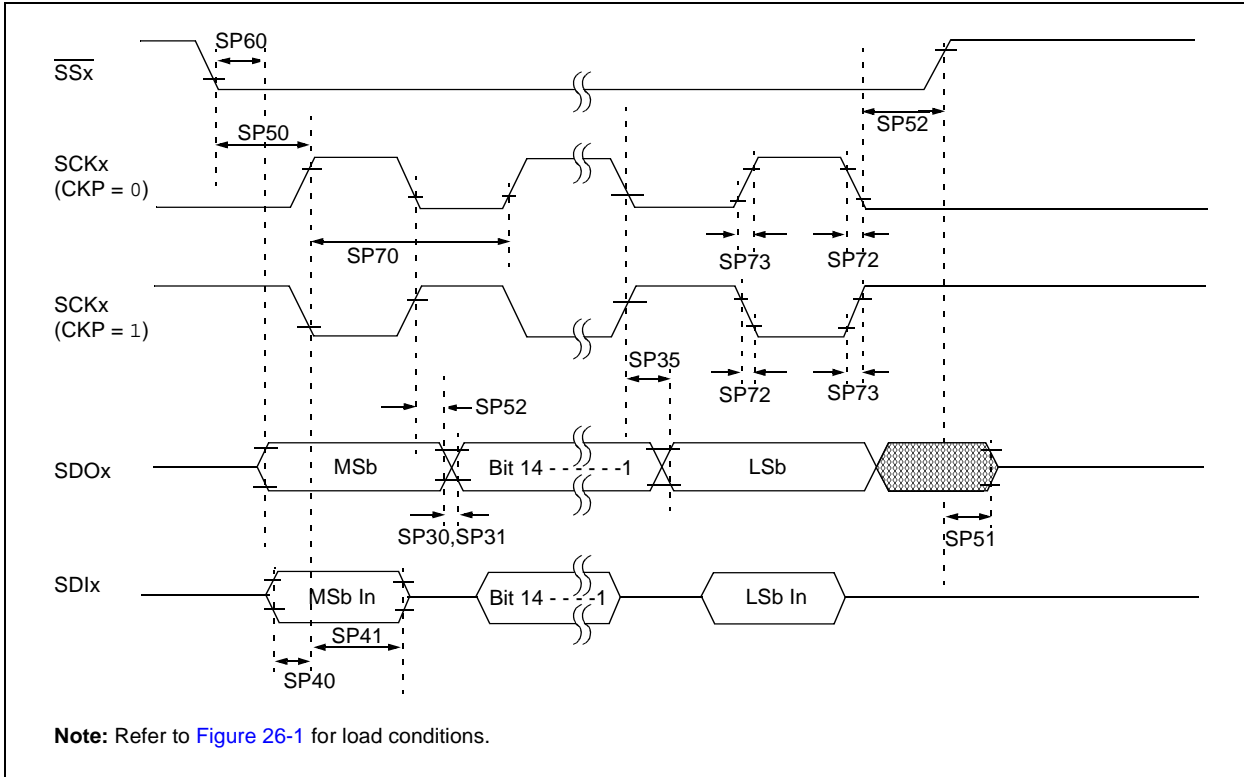 SP60
SSx
SP50
SP52
SCKx
(CKP = 0)
SP70
SP73
SP72
SCKx
(CKP = 1)
SP35
SP72
SP73
SP52
SDOx
MSb
Bit 14 - - - - - -1
LSb
SP30,SP31
SP51
SDIx
MSb In
Bit 14 - - - -1
LSb In
SP41
SP40
Note: Refer to Figure 26-1 for load conditions.